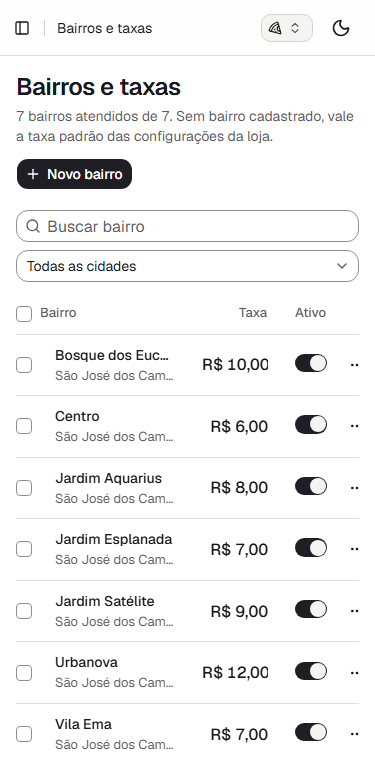 Bairros e taxas
Bairros e taxas
7 bairros atendidos de 7. Sem bairro cadastrado, vale
a taxa padrão das configurações da loja.
Novo bairro
Buscar bairro
Todas as cidades
Bairro Taxa Ativo
Bosque dos Euc... R$ 10,00
São José dos Cam...
Centro R$ 6,00
São José dos Cam...
Jardim Aquarius R$ 8,00
São José dos Cam...
Jardim Esplanada R$ 7,00
São José dos Cam...
Jardim Satélite R$ 9,00
São José dos Cam...
Urbanova R$ 12,00
São José dos Cam...
Vila Ema R$ 7,00
São José dos Cam...